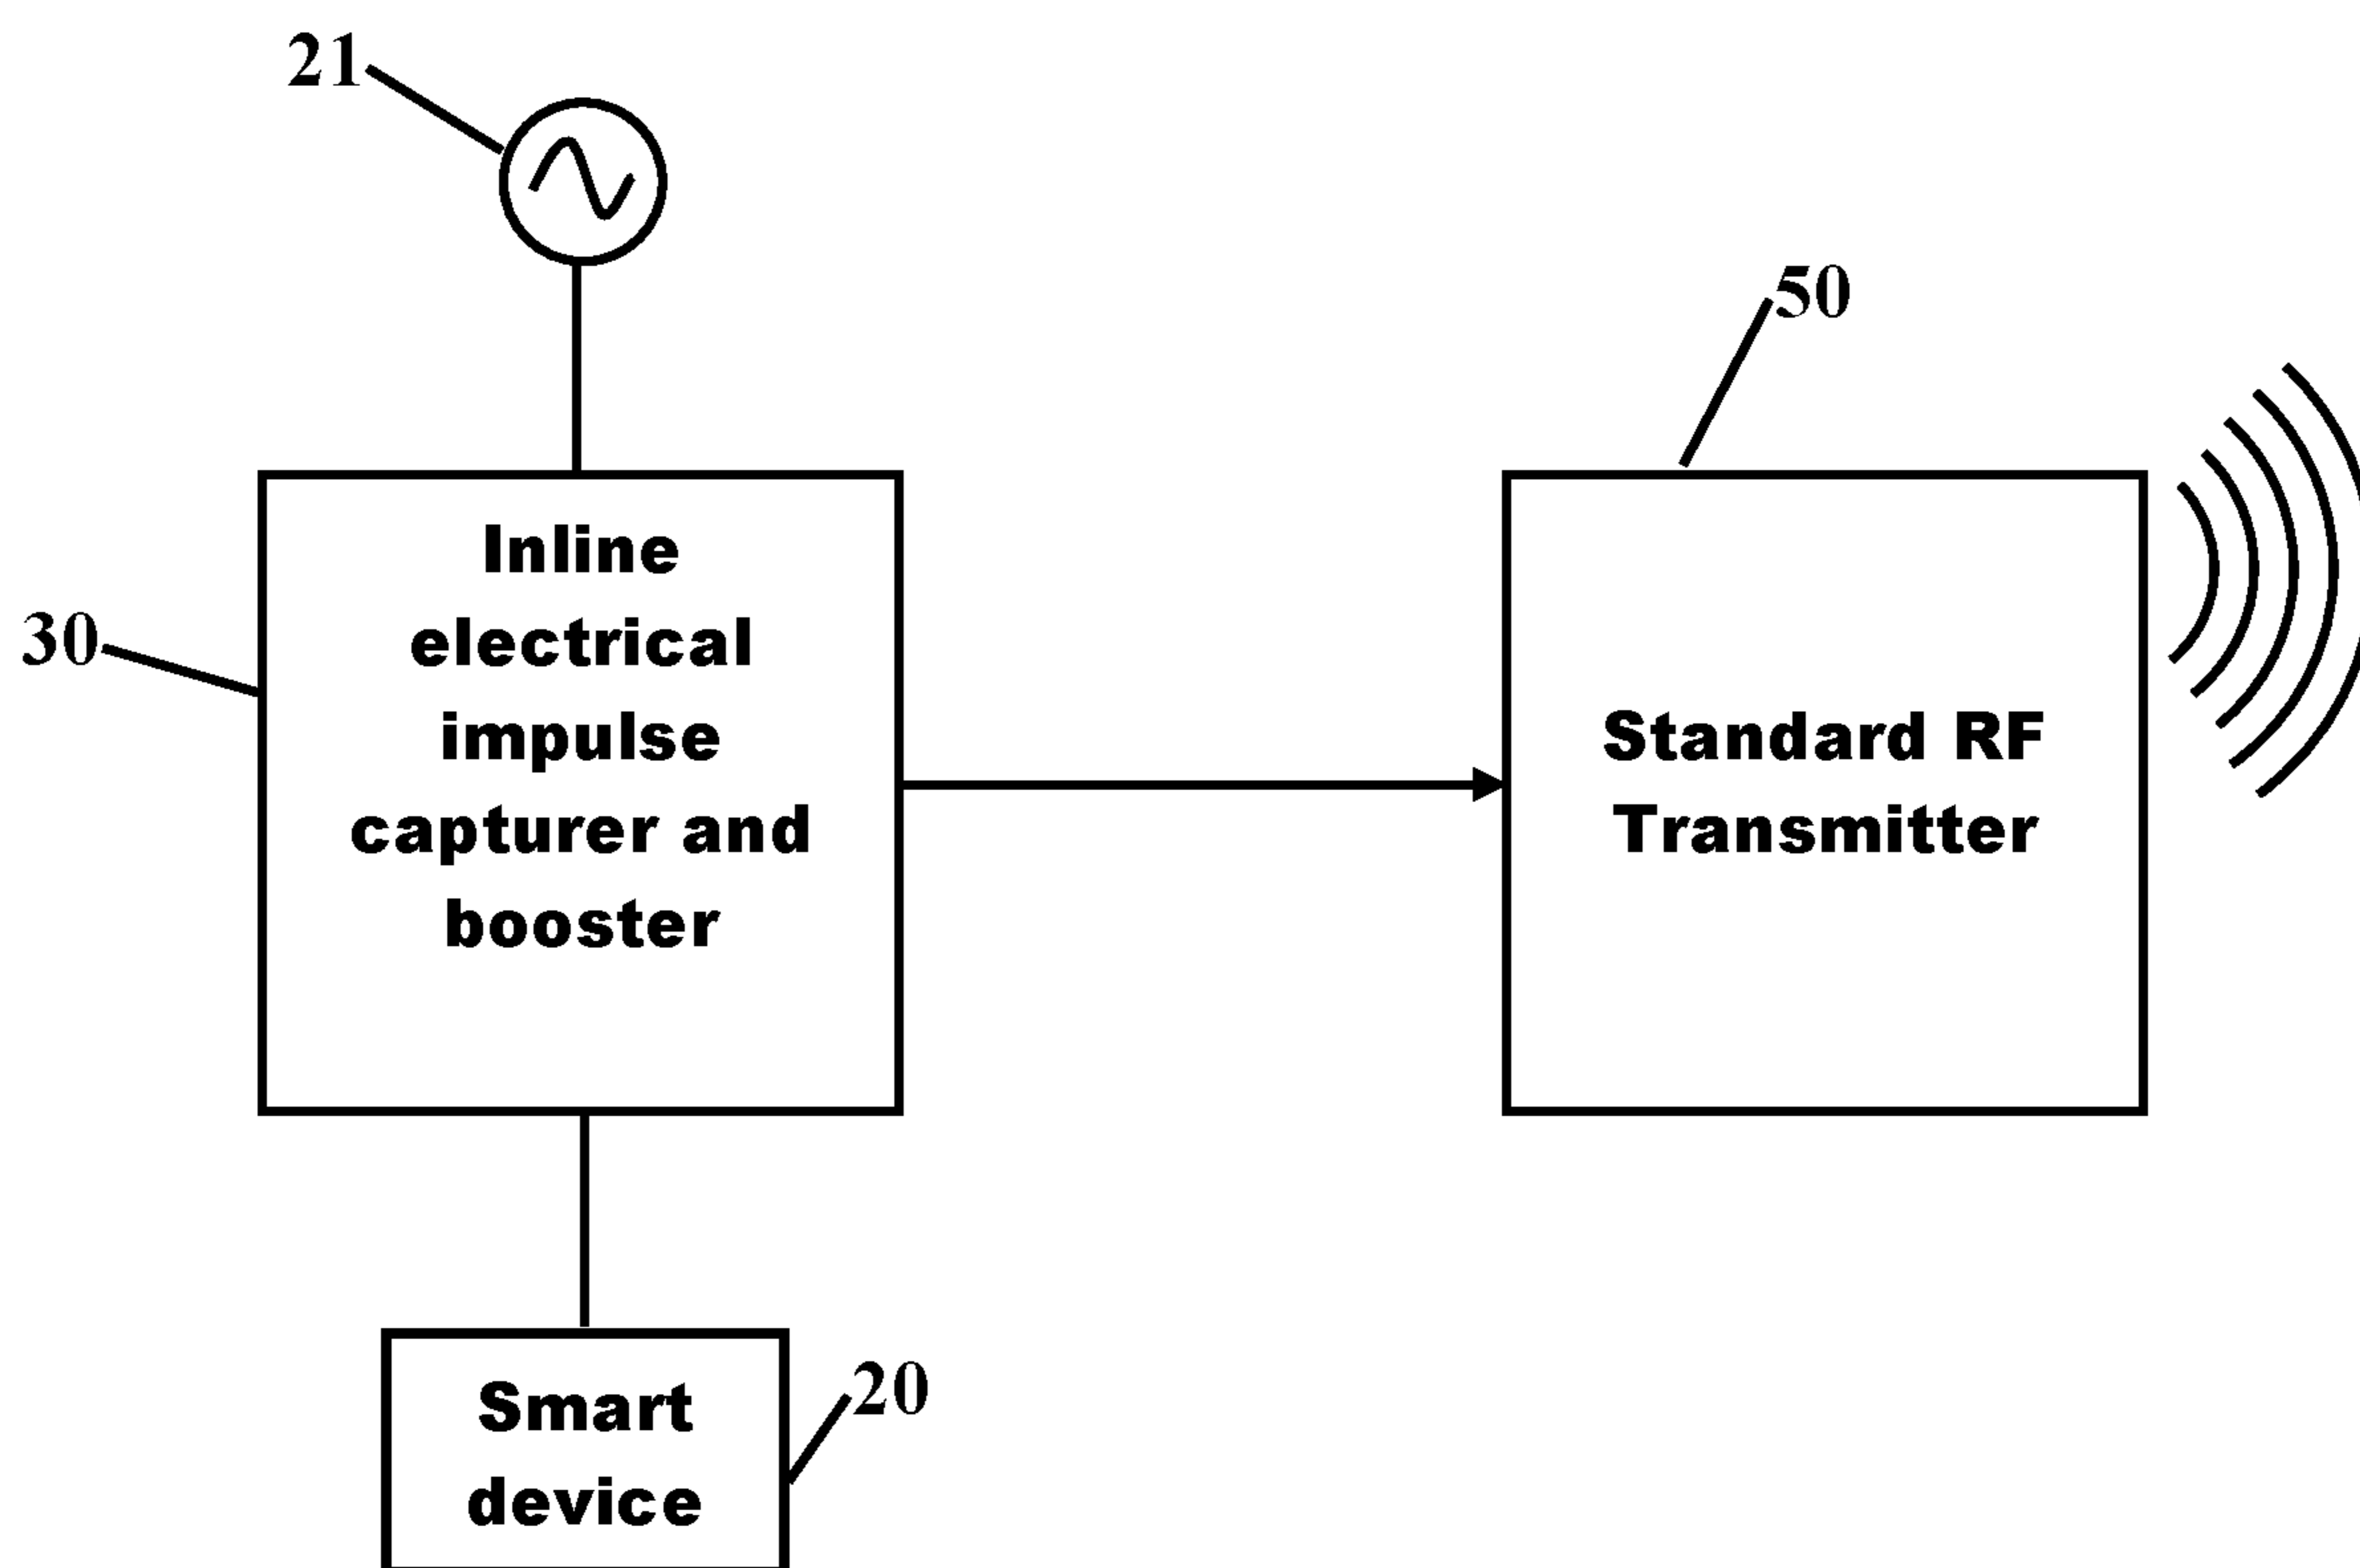 21
50
30
Inline
electrical
impulse
capturer and
booster
Standard RF
Transmitter
20
Smart
device